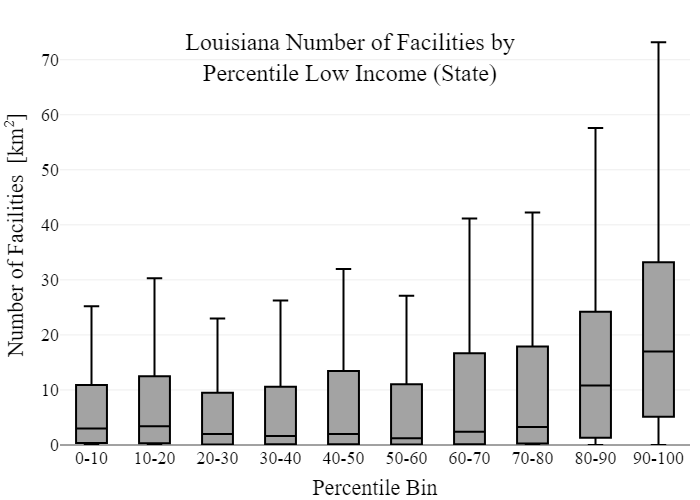 Louisiana Number of Facilities by
Percentile Low Income (State)
Number of Facilities [km²]
70
60
50
40
30
20
10
0
0-10 10-20 20-30 30-40 40-50 50-60 60-70 70-80 80-90 90-100
Percentile Bin